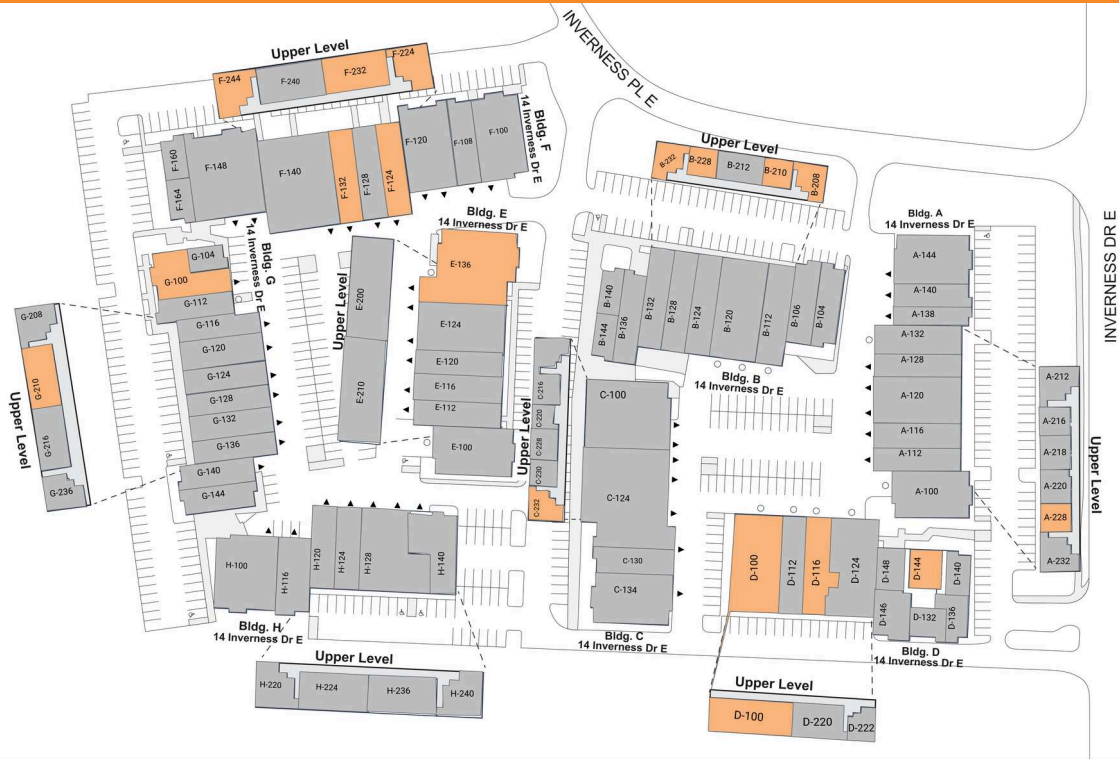 INVERNESS PL E
INVERNESS DR E
Upper Level
F-244
F-240
F-232
F-224
Bldg. F
14 Inverness Dr E
F-160
F-164
F-148
F-140
F-132
F-128
F-124
F-120
F-108
F-100
Upper Level
B-232
B-228
B-212
B-210
B-208
Bldg. A
14 Inverness Dr E
A-144
A-140
A-138
A-132
A-128
A-120
A-116
A-112
A-100
Upper Level
A-212
A-216
A-218
A-220
A-228
A-232
Bldg. G
14 Inverness Dr E
G-104
G-100
G-112
G-116
G-120
G-124
G-128
G-132
G-136
G-140
G-144
Upper Level
G-208
G-210
G-216
G-236
Bldg. E
14 Inverness Dr E
E-136
E-124
E-120
E-116
E-112
E-100
Upper Level
E-200
E-210
B-140
B-144
B-136
B-132
B-128
B-124
B-120
B-112
B-106
B-104
Bldg. B
14 Inverness Dr E
Upper Level
C-216
C-220
C-228
C-230
C-232
C-100
C-124
C-130
C-134
Bldg. C
14 Inverness Dr E
H-100
H-116
H-120
H-124
H-128
H-140
Bldg. H
14 Inverness Dr E
Upper Level
H-220
H-224
H-236
H-240
D-100
D-112
D-116
D-124
D-148
D-146
D-144
D-132
D-140
D-136
Bldg. D
14 Inverness Dr E
Upper Level
D-100
D-220
D-222